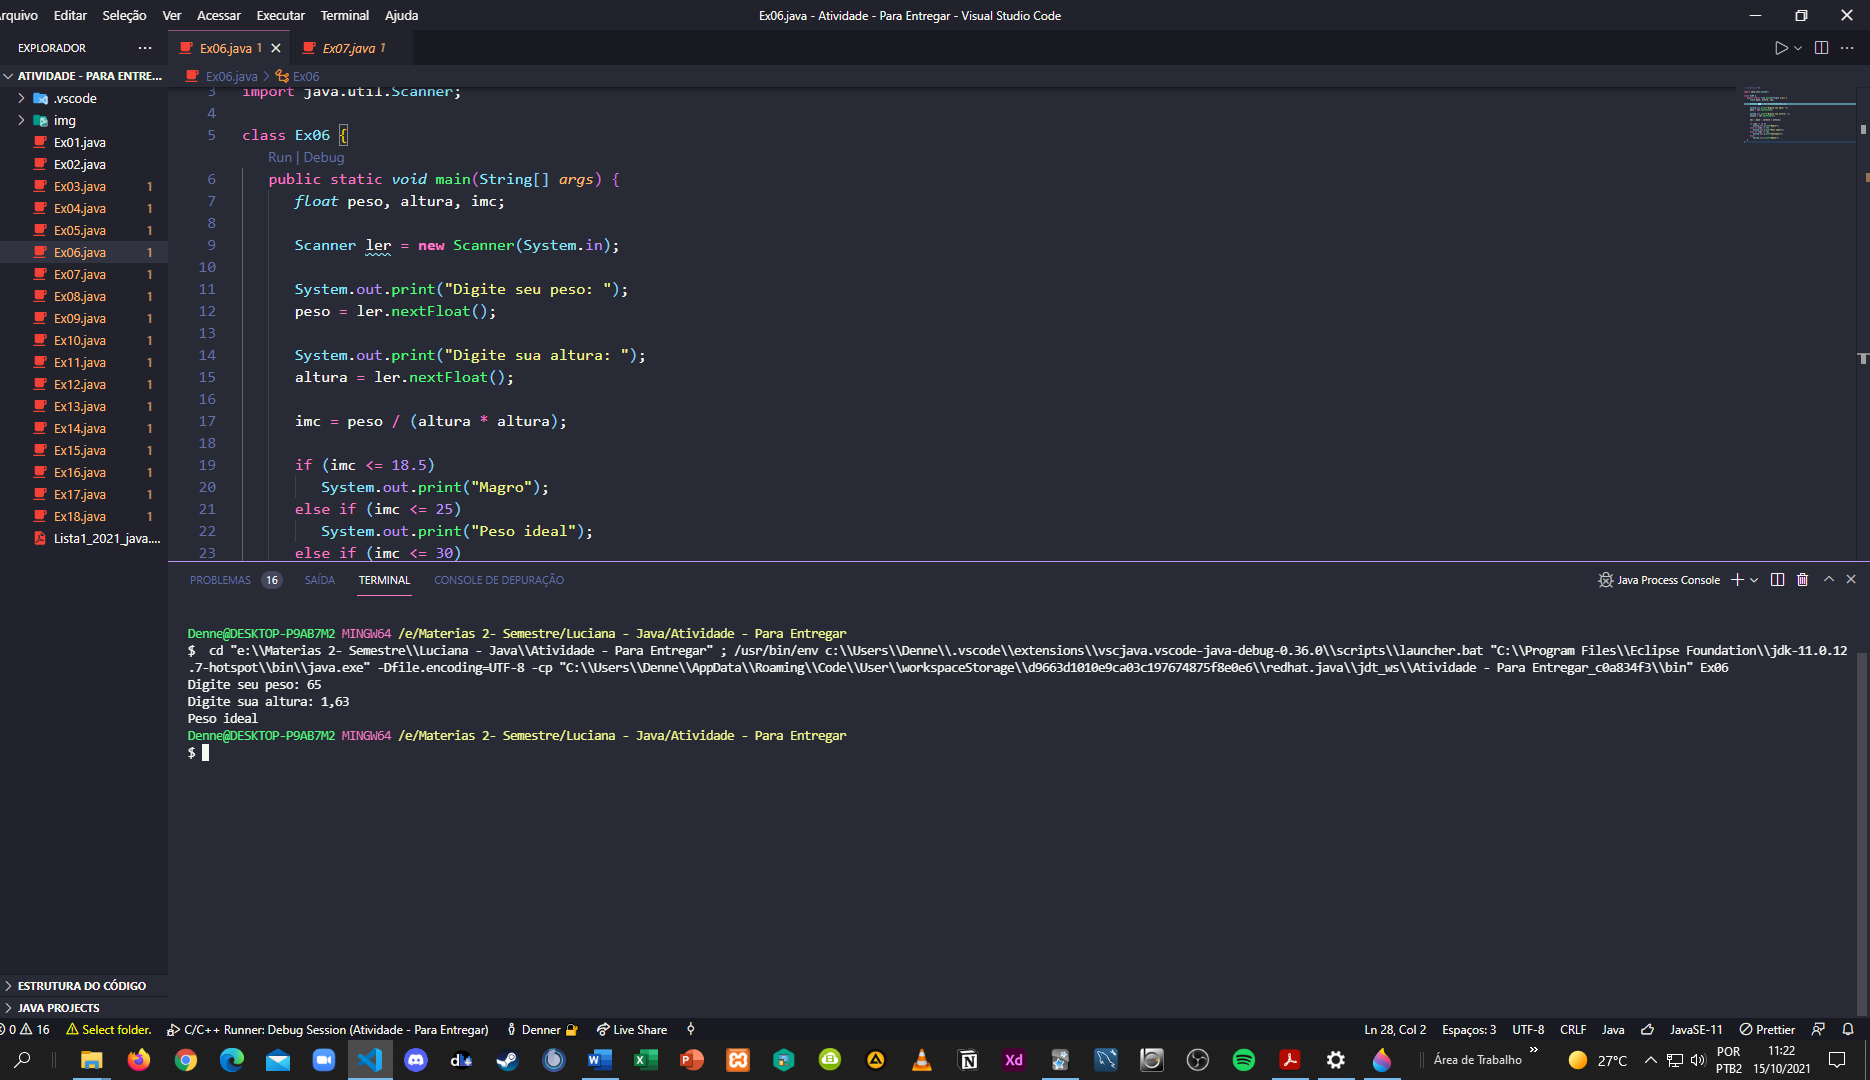 Arquivo Editar Seleção Ver Acessar Executar Terminal Ajuda
Ex06.java - Atividade - Para Entregar - Visual Studio Code
EXPLORADOR
Ex06.java 1
Ex07.java 1
ATIVIDADE - PARA ENTRE...
Ex06.java > Ex06
.vscode
img
Ex01.java
Ex02.java
Ex03.java 1
Ex04.java 1
Ex05.java 1
Ex06.java 1
Ex07.java 1
Ex08.java 1
Ex09.java 1
Ex10.java 1
Ex11.java 1
Ex12.java 1
Ex13.java 1
Ex14.java 1
Ex15.java 1
Ex16.java 1
Ex17.java 1
Ex18.java 1
Lista1_2021_java....
ESTRUTURA DO CÓDIGO
JAVA PROJECTS
3 import java.util.Scanner;
4
5 class Ex06 {
Run | Debug
6 public static void main(String[] args) {
7 float peso, altura, imc;
8
9 Scanner ler = new Scanner(System.in);
10
11 System.out.print("Digite seu peso: ");
12 peso = ler.nextFloat();
13
14 System.out.print("Digite sua altura: ");
15 altura = ler.nextFloat();
16
17 imc = peso / (altura * altura);
18
19 if (imc <= 18.5)
20 System.out.print("Magro");
21 else if (imc <= 25)
22 System.out.print("Peso ideal");
23 else if (imc <= 30)
PROBLEMAS 16 SAÍDA TERMINAL CONSOLE DE DEPURAÇÃO
Java Process Console
Denne@DESKTOP-P9AB7M2 MINGW64 /e/Materias 2- Semestre/Luciana - Java/Atividade - Para Entregar
$ cd "e:\\Materias 2- Semestre\\Luciana - Java\\Atividade - Para Entregar" ; /usr/bin/env c:\\Users\\Denne\\.vscode\\extensions\\vscjava.vscode-java-debug-0.36.0\\scripts\\launcher.bat "C:\\Program Files\\Eclipse Foundation\\jdk-11.0.12
.7-hotspot\\bin\\java.exe" -Dfile.encoding=UTF-8 -cp "C:\\Users\\Denne\\AppData\\Roaming\\Code\\User\\workspaceStorage\\d9663d1010e9ca03c197674875f8e0e6\\redhat.java\\jdt_ws\\Atividade - Para Entregar_c0a834f3\\bin" Ex06
Digite seu peso: 65
Digite sua altura: 1,63
Peso ideal
Denne@DESKTOP-P9AB7M2 MINGW64 /e/Materias 2- Semestre/Luciana - Java/Atividade - Para Entregar
$
0 16 Select folder. C/C++ Runner: Debug Session (Atividade - Para Entregar) Denner Live Share
Ln 28, Col 2 Espaços: 3 UTF-8 CRLF Java JavaSE-11 Prettier
Xd
Área de Trabalho
27°C
POR
PTB2
11:22
15/10/2021